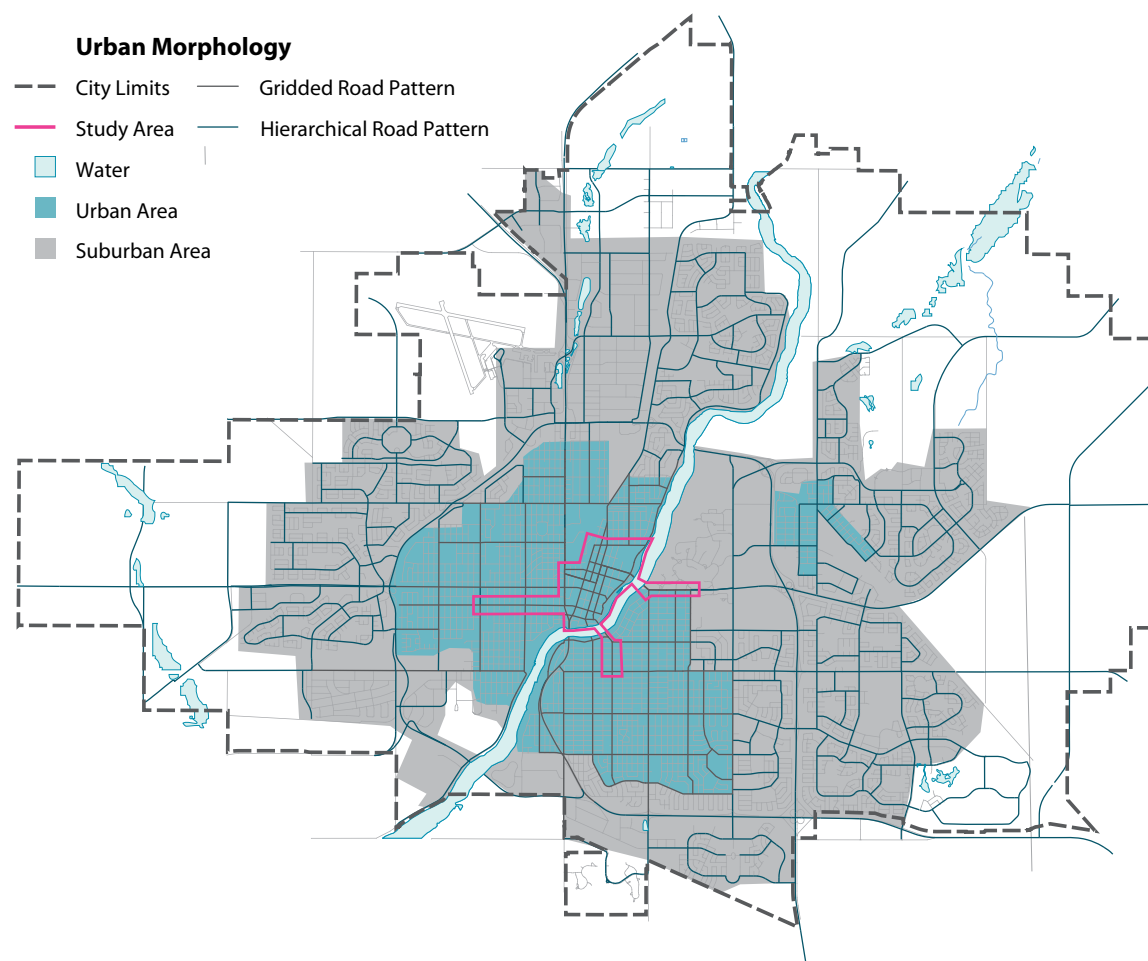 Urban Morphology
City Limits
Gridded Road Pattern
Study Area
Hierarchical Road Pattern
Water
Urban Area
Suburban Area